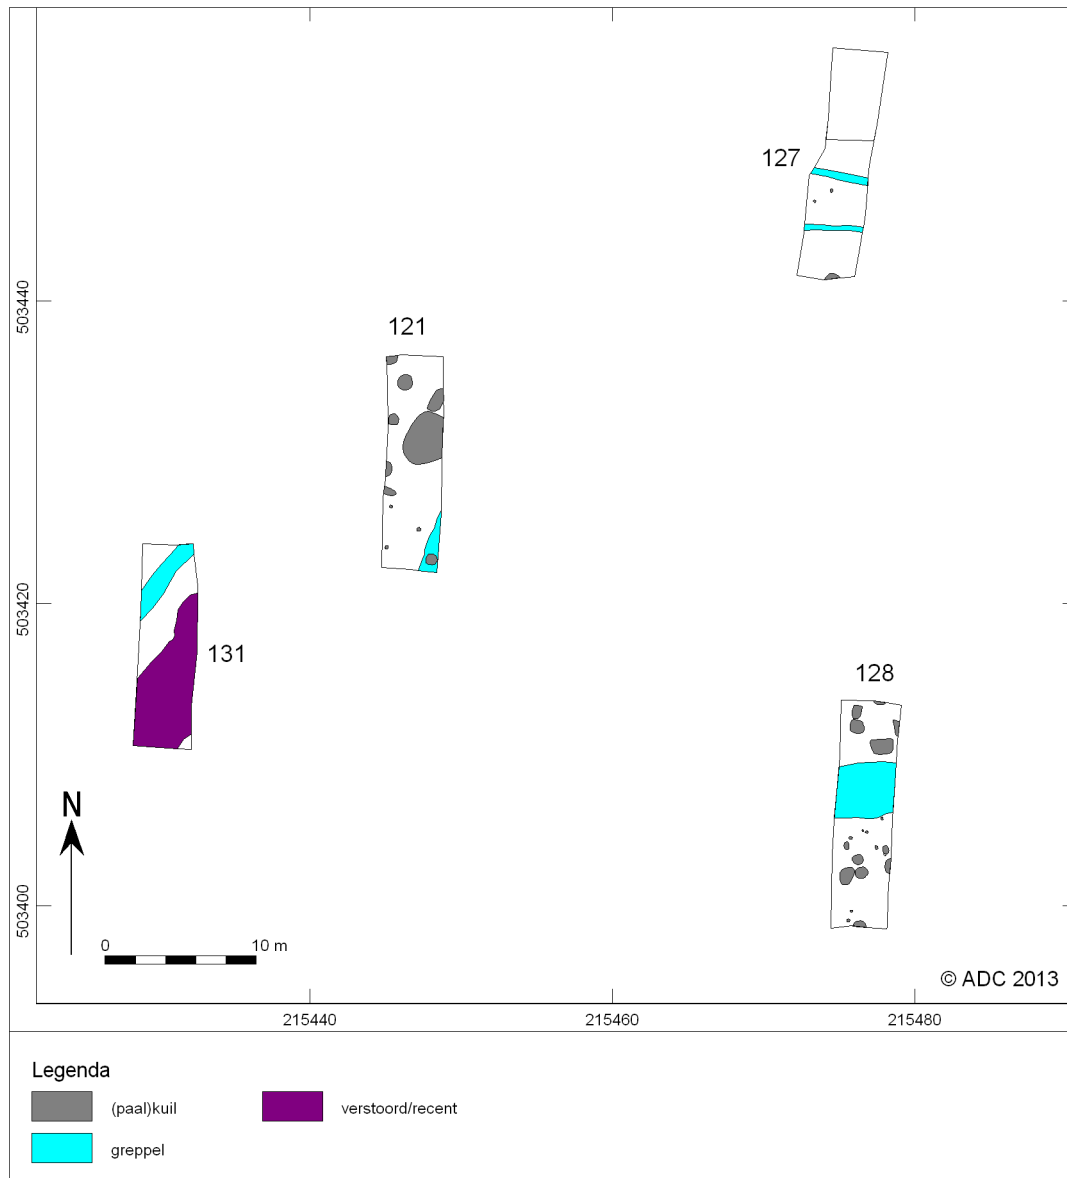 127
503440
121
503420
131
128
N
503400
0 10 m
© ADC 2013
215440 215460 215480
Legenda
(paal)kuil verstoord/recent
greppel